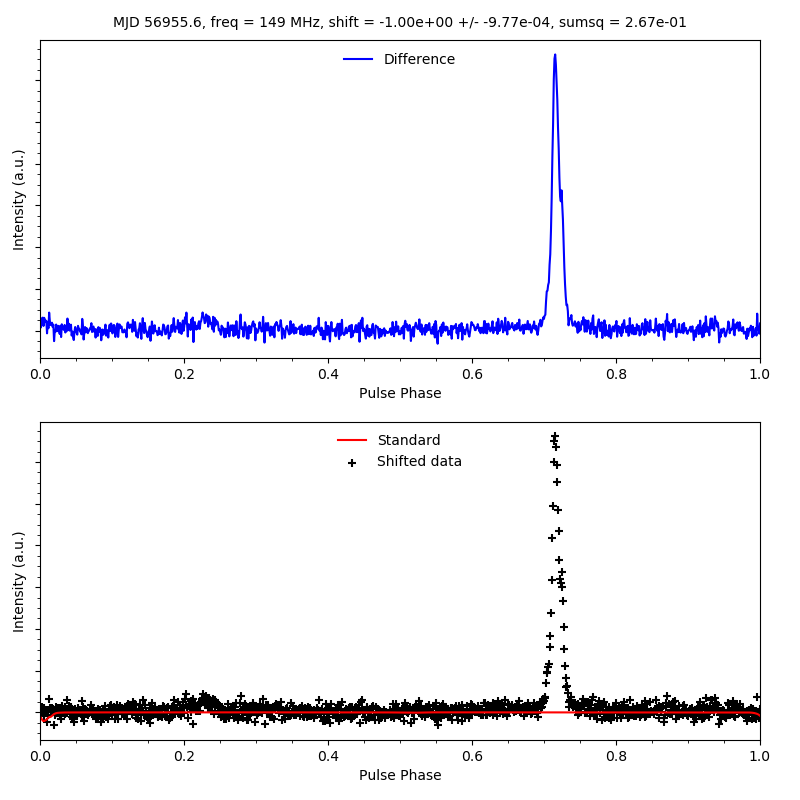 MJD 56955.6, freq = 149 MHz, shift = -1.00e+00 +/- -9.77e-04, sumsq = 2.67e-01
Difference
Intensity (a.u.)
0.0 0.2 0.4 0.6 0.8 1.0
Pulse Phase
Standard
Shifted data
Intensity (a.u.)
0.0 0.2 0.4 0.6 0.8 1.0
Pulse Phase